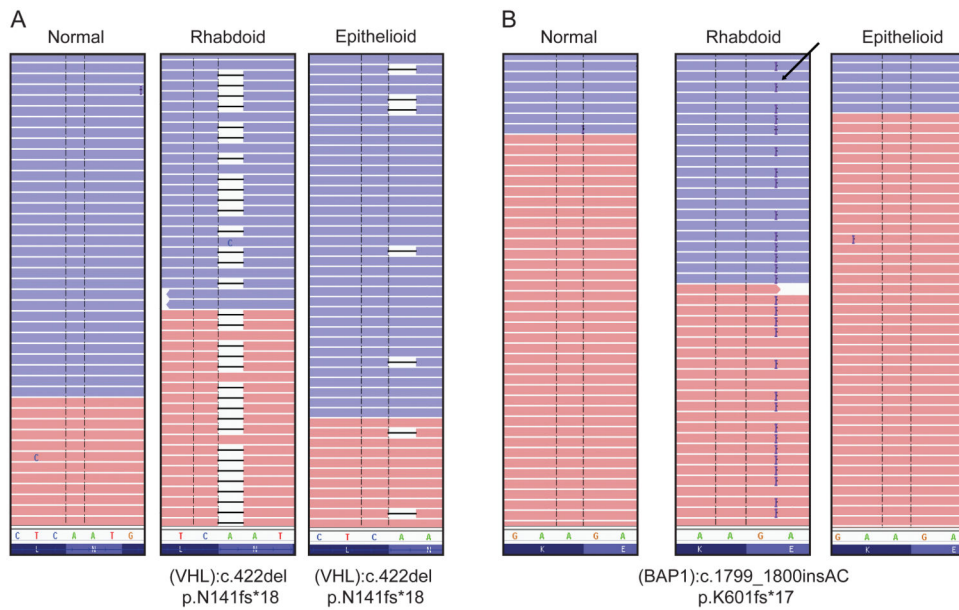 A
B
Normal
Rhabdoid
Epithelioid
Normal
Rhabdoid
Epithelioid
C
C
C T C A A T G
L N
T C A A T
L N
C T C A A
L N
G A A G A
K E
A A G A
K E
G A A G A
K E
(VHL):c.422del
p.N141fs*18
(VHL):c.422del
p.N141fs*18
(BAP1):c.1799_1800insAC
p.K601fs*17